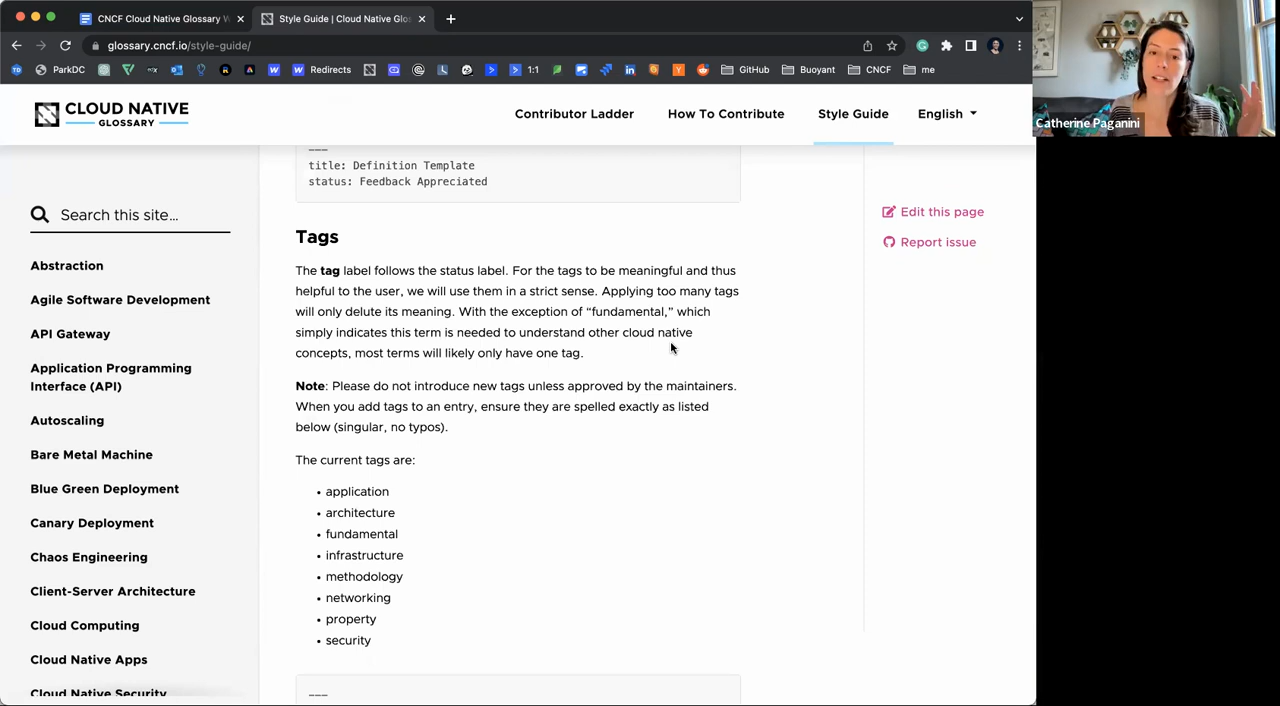 CNCF Cloud Native Glossary W
Style Guide | Cloud Native Glos
glossary.cncf.io/style-guide/
ParkDC
Redirects
1:1
GitHub
Buoyant
CNCF
me
CLOUD NATIVE
GLOSSARY
Contributor Ladder
How To Contribute
Style Guide
English
Catherine Paganini
Search this site…
Abstraction
Agile Software Development
API Gateway
Application Programming
Interface (API)
Autoscaling
Bare Metal Machine
Blue Green Deployment
Canary Deployment
Chaos Engineering
Client-Server Architecture
Cloud Computing
Cloud Native Apps
Cloud Native Security
---
title: Definition Template
status: Feedback Appreciated
Tags
The tag label follows the status label. For the tags to be meaningful and thus
helpful to the user, we will use them in a strict sense. Applying too many tags
will only delute its meaning. With the exception of “fundamental,” which
simply indicates this term is needed to understand other cloud native
concepts, most terms will likely only have one tag.
Note: Please do not introduce new tags unless approved by the maintainers.
When you add tags to an entry, ensure they are spelled exactly as listed
below (singular, no typos).
The current tags are:
• application
• architecture
• fundamental
• infrastructure
• methodology
• networking
• property
• security
---
Edit this page
Report issue